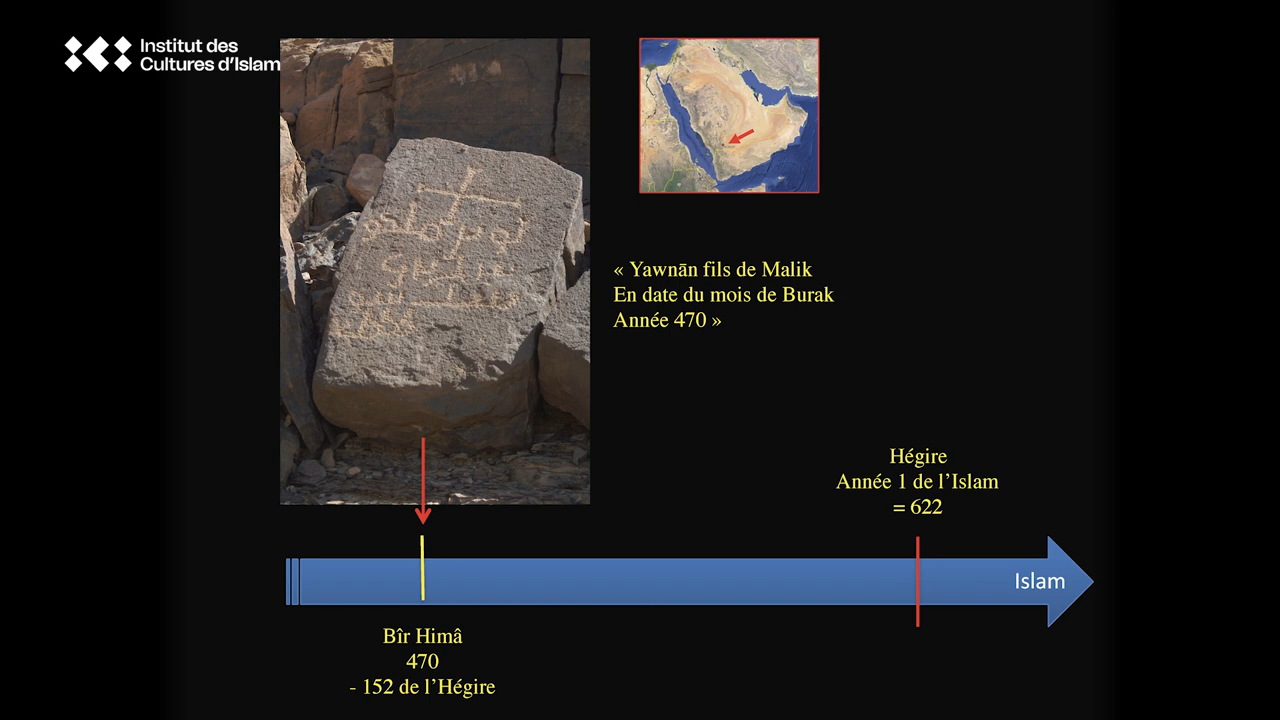 Institut des
Cultures d'Islam
« Yawnān fils de Malik
En date du mois de Burak
Année 470 »
Hégire
Année 1 de l’Islam
= 622
Islam
Bîr Himâ
470
- 152 de l’Hégire